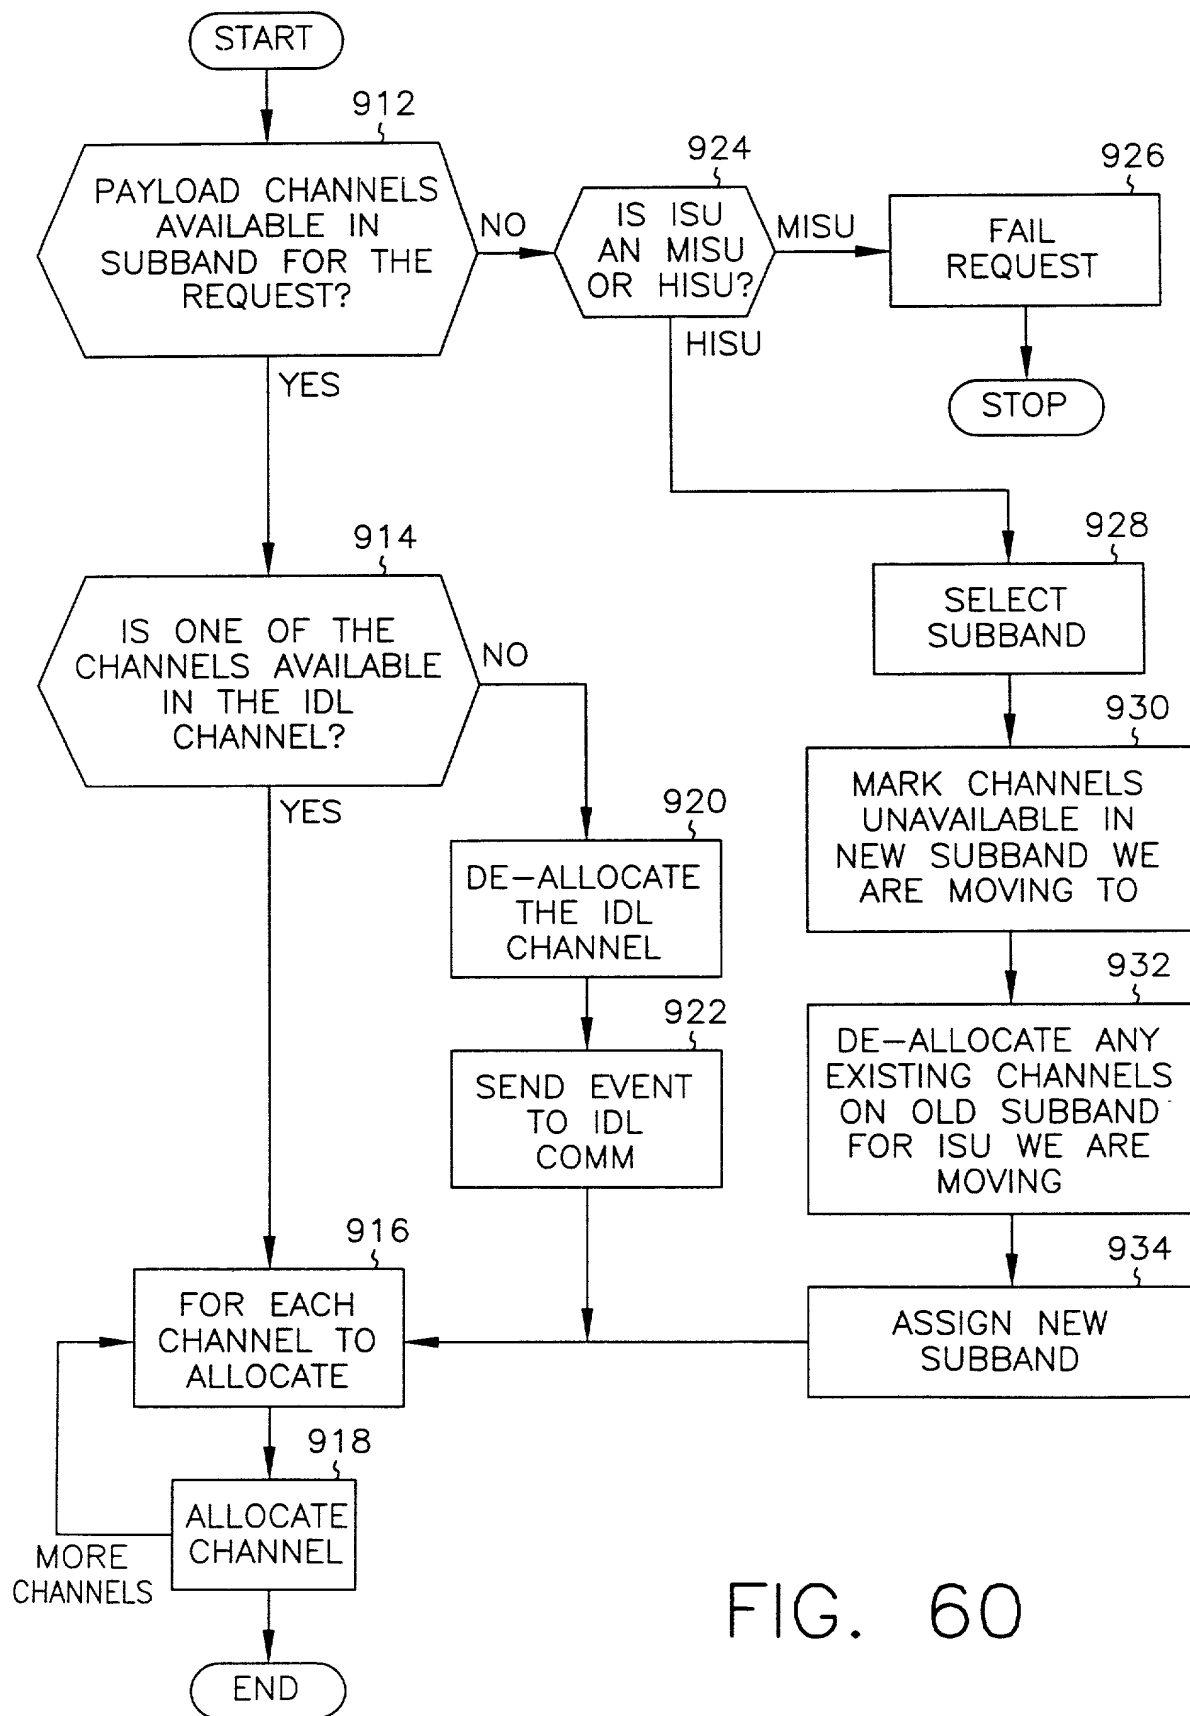 START
912
PAYLOAD CHANNELS
AVAILABLE IN
SUBBAND FOR THE
REQUEST?
NO
YES
924
IS ISU
AN MISU
OR HISU?
MISU
HISU
926
FAIL
REQUEST
STOP
914
IS ONE OF THE
CHANNELS AVAILABLE
IN THE IDL
CHANNEL?
NO
YES
928
SELECT
SUBBAND
930
MARK CHANNELS
UNAVAILABLE IN
NEW SUBBAND WE
ARE MOVING TO
920
DE-ALLOCATE
THE IDL
CHANNEL
932
DE-ALLOCATE ANY
EXISTING CHANNELS
ON OLD SUBBAND
FOR ISU WE ARE
MOVING
922
SEND EVENT
TO IDL
COMM
916
FOR EACH
CHANNEL TO
ALLOCATE
934
ASSIGN NEW
SUBBAND
918
ALLOCATE
CHANNEL
MORE
CHANNELS
END
FIG. 60